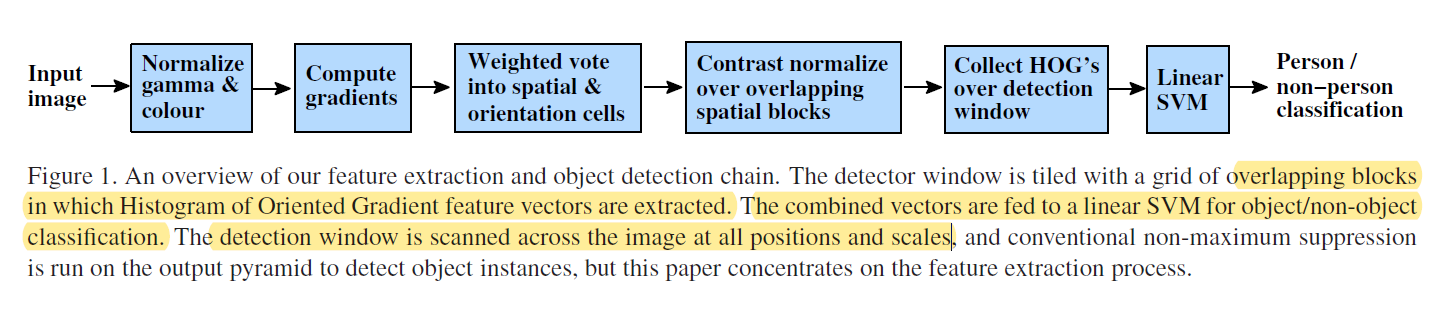 Input
image
Normalize
gamma &
colour
Compute
gradients
Weighted vote
into spatial &
orientation cells
Contrast normalize
over overlapping
spatial blocks
Collect HOG's
over detection
window
Linear
SVM
Person /
non−person
classification
Figure 1. An overview of our feature extraction and object detection chain. The detector window is tiled with a grid of overlapping blocks
in which Histogram of Oriented Gradient feature vectors are extracted. The combined vectors are fed to a linear SVM for object/non-object
classification. The detection window is scanned across the image at all positions and scales, and conventional non-maximum suppression
is run on the output pyramid to detect object instances, but this paper concentrates on the feature extraction process.